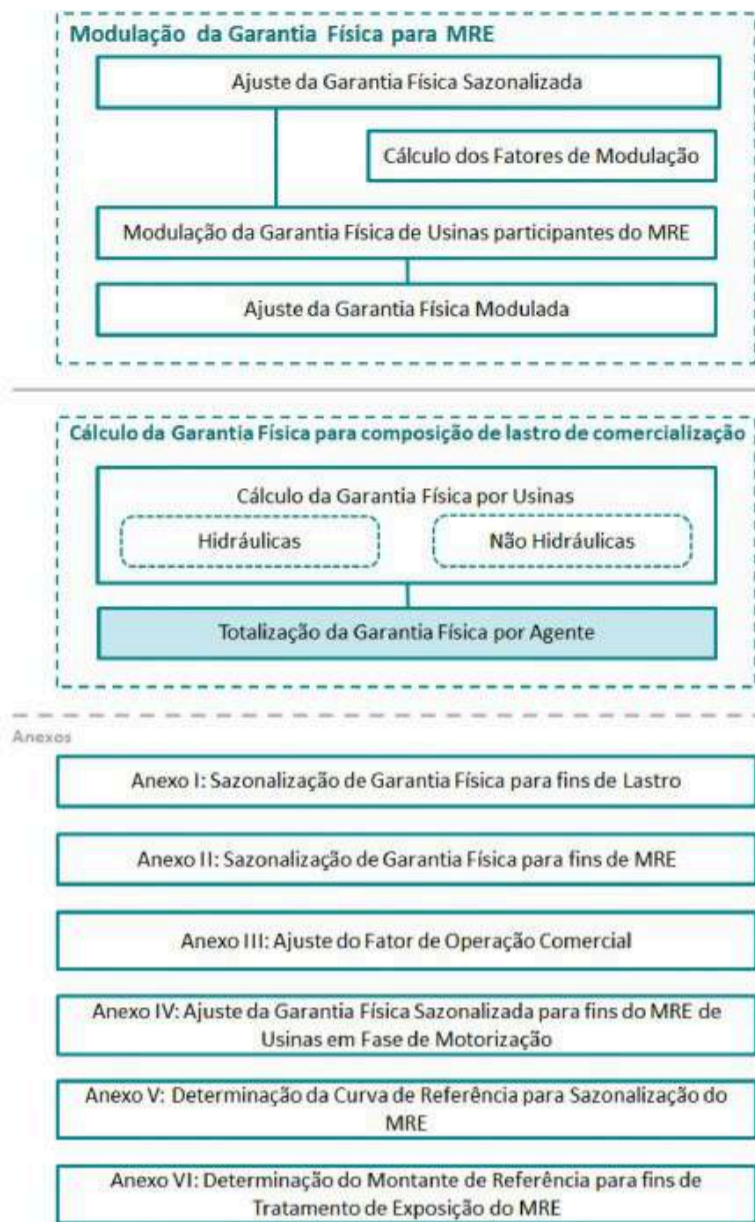 Modulação da Garantia Física para MRE
Ajuste da Garantia Física Sazonalizada
Cálculo dos Fatores de Modulação
Modulação da Garantia Física de Usinas participantes do MRE
Ajuste da Garantia Física Modulada
Cálculo da Garantia Física para composição de lastro de comercialização
Cálculo da Garantia Física por Usinas
Hidráulicas
Não Hidráulicas
Totalização da Garantia Física por Agente
Anexos
Anexo I: Sazonalização de Garantia Física para fins de Lastro
Anexo II: Sazonalização de Garantia Física para fins de MRE
Anexo III: Ajuste do Fator de Operação Comercial
Anexo IV: Ajuste da Garantia Física Sazonalizada para fins do MRE de
Usinas em Fase de Motorização
Anexo V: Determinação da Curva de Referência para Sazonalização do
MRE
Anexo VI: Determinação do Montante de Referência para fins de
Tratamento de Exposição do MRE